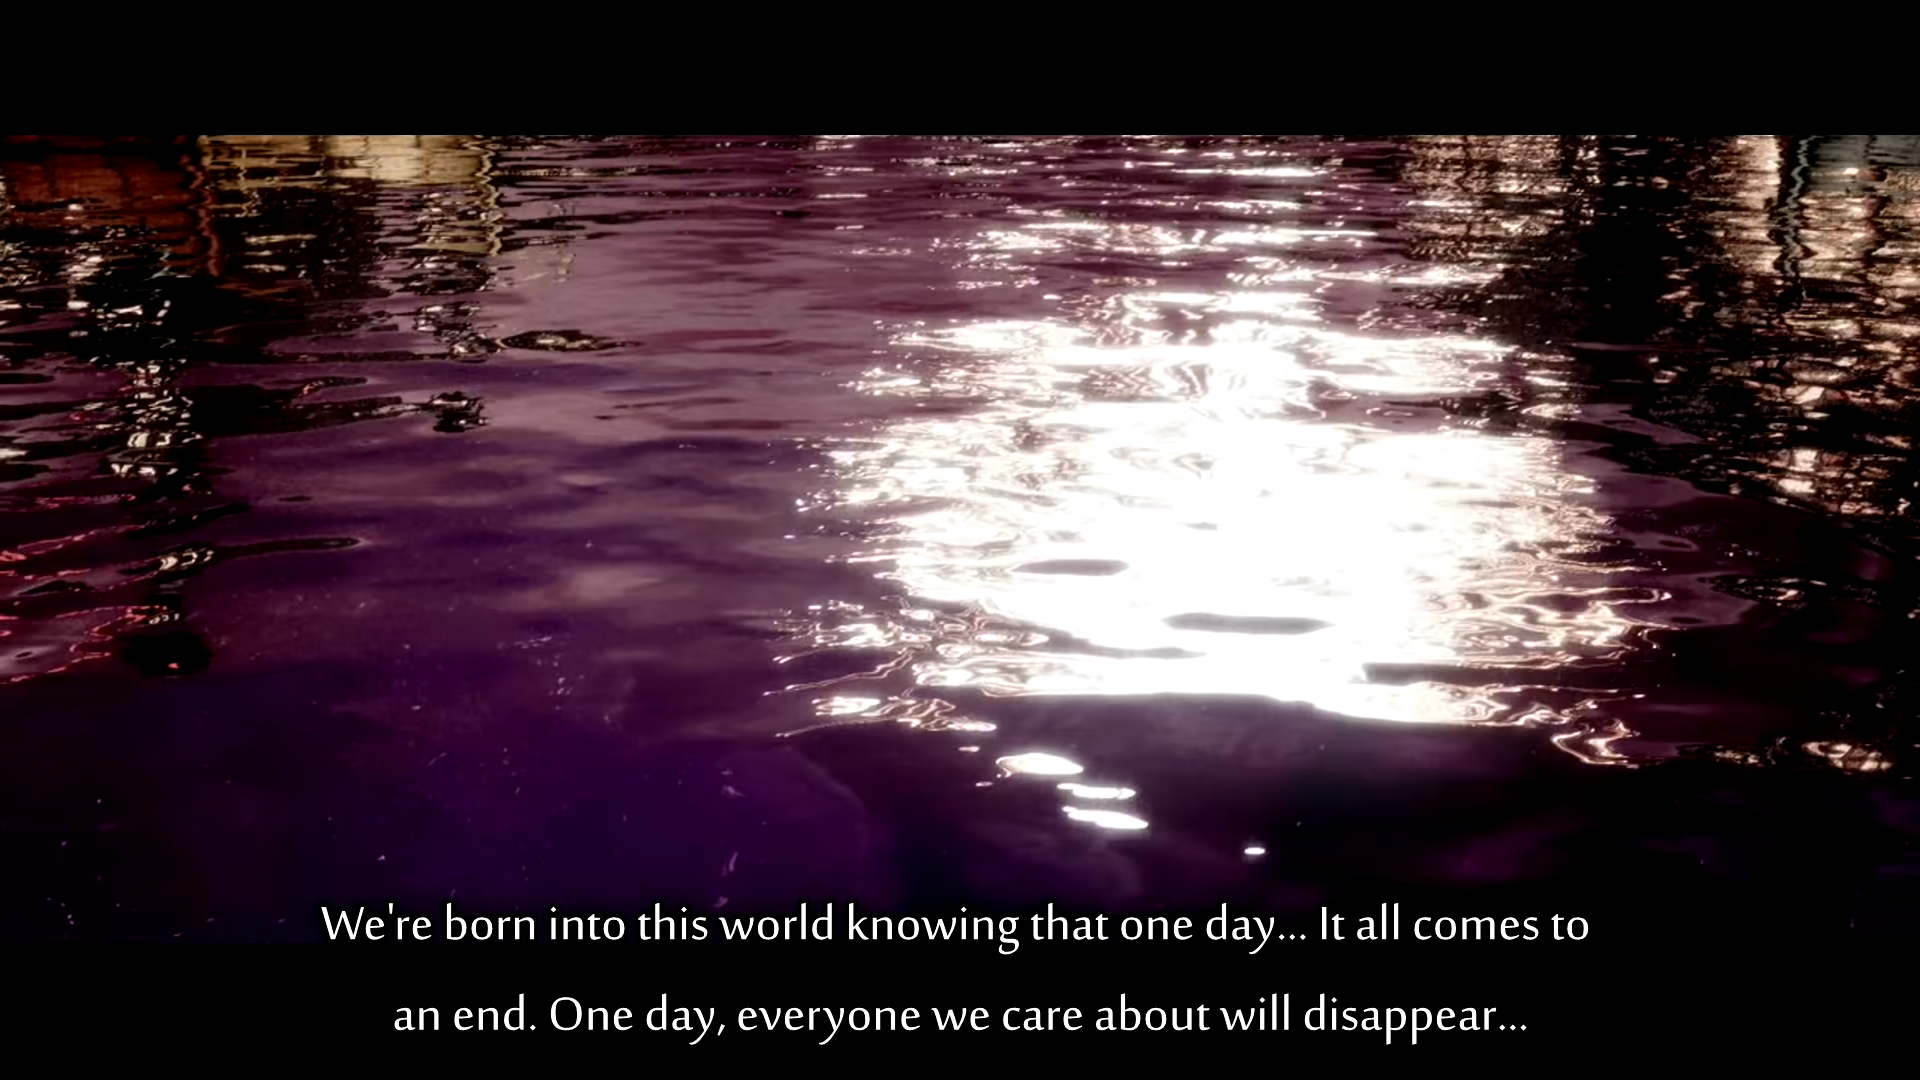 We're born into this world knowing that one day... It all comes to
an end. One day, everyone we care about will disappear...